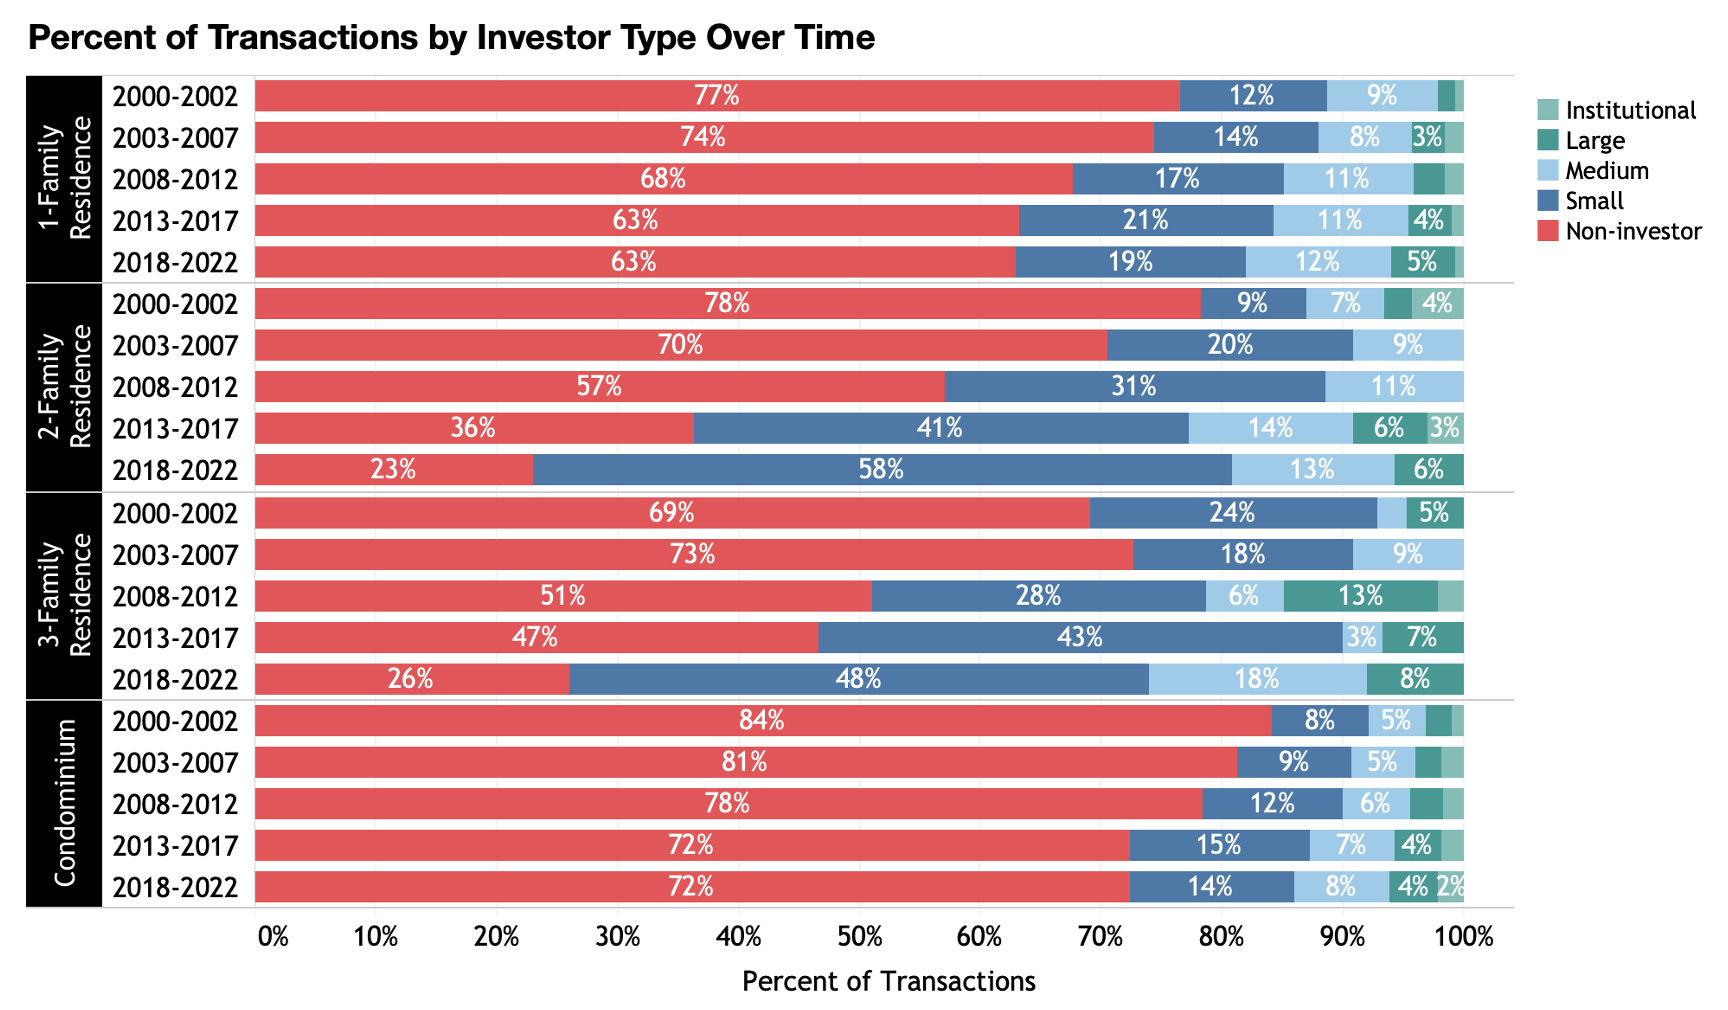 Percent of Transactions by Investor Type Over Time
1-Family
Residence
2000-2002 77% 12% 9%
2003-2007 74% 14% 8% 3%
2008-2012 68% 17% 11%
2013-2017 63% 21% 11% 4%
2018-2022 63% 19% 12% 5%
2-Family
Residence
2000-2002 78% 9% 7% 4%
2003-2007 70% 20% 9%
2008-2012 57% 31% 11%
2013-2017 36% 41% 14% 6% 3%
2018-2022 23% 58% 13% 6%
3-Family
Residence
2000-2002 69% 24% 5%
2003-2007 73% 18% 9%
2008-2012 51% 28% 6% 13%
2013-2017 47% 43% 3% 7%
2018-2022 26% 48% 18% 8%
Condominium
2000-2002 84% 8% 5%
2003-2007 81% 9% 5%
2008-2012 78% 12% 6%
2013-2017 72% 15% 7% 4%
2018-2022 72% 14% 8% 4% 2%
0% 10% 20% 30% 40% 50% 60% 70% 80% 90% 100%
Percent of Transactions
Institutional
Large
Medium
Small
Non-investor